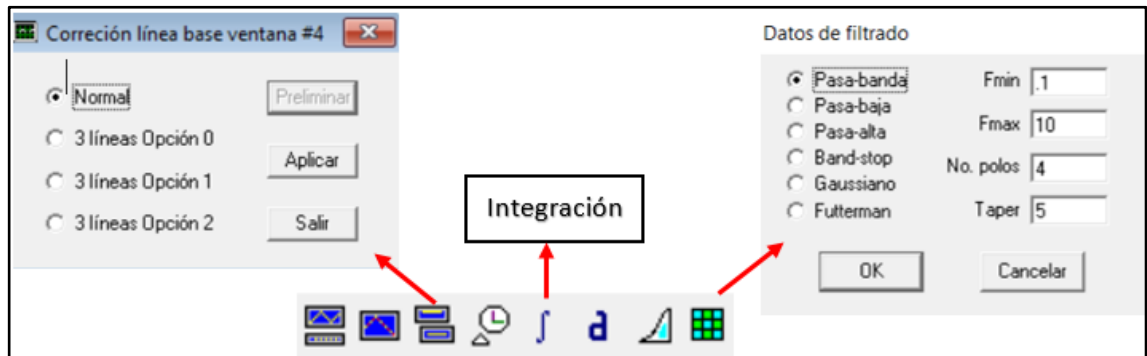 Correción línea base ventana #4
Normal
Preliminar
3 líneas Opción 0
Aplicar
3 líneas Opción 1
3 líneas Opción 2
Salir
Integración
Datos de filtrado
Pasa-banda
Fmin .1
Pasa-baja
Fmax 10
Pasa-alta
Band-stop
No. polos 4
Gaussiano
Futterman
Taper 5
OK
Cancelar
∫ d